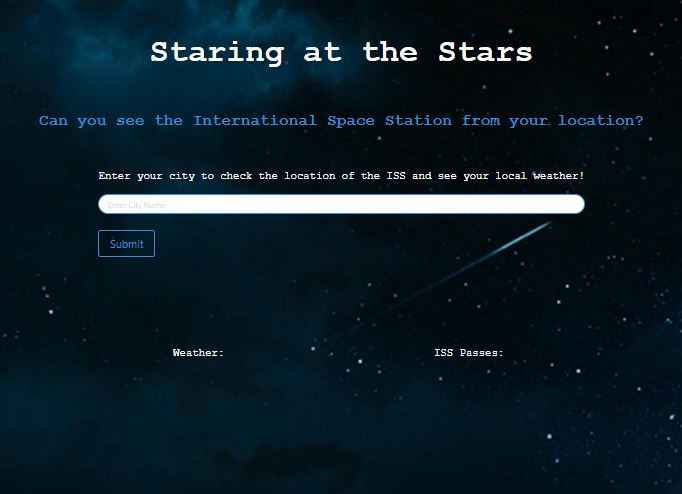 Staring at the Stars
Can you see the International Space Station from your location?
Enter your city to check the location of the ISS and see your local weather!
Enter City Name
Submit
Weather: ISS Passes: